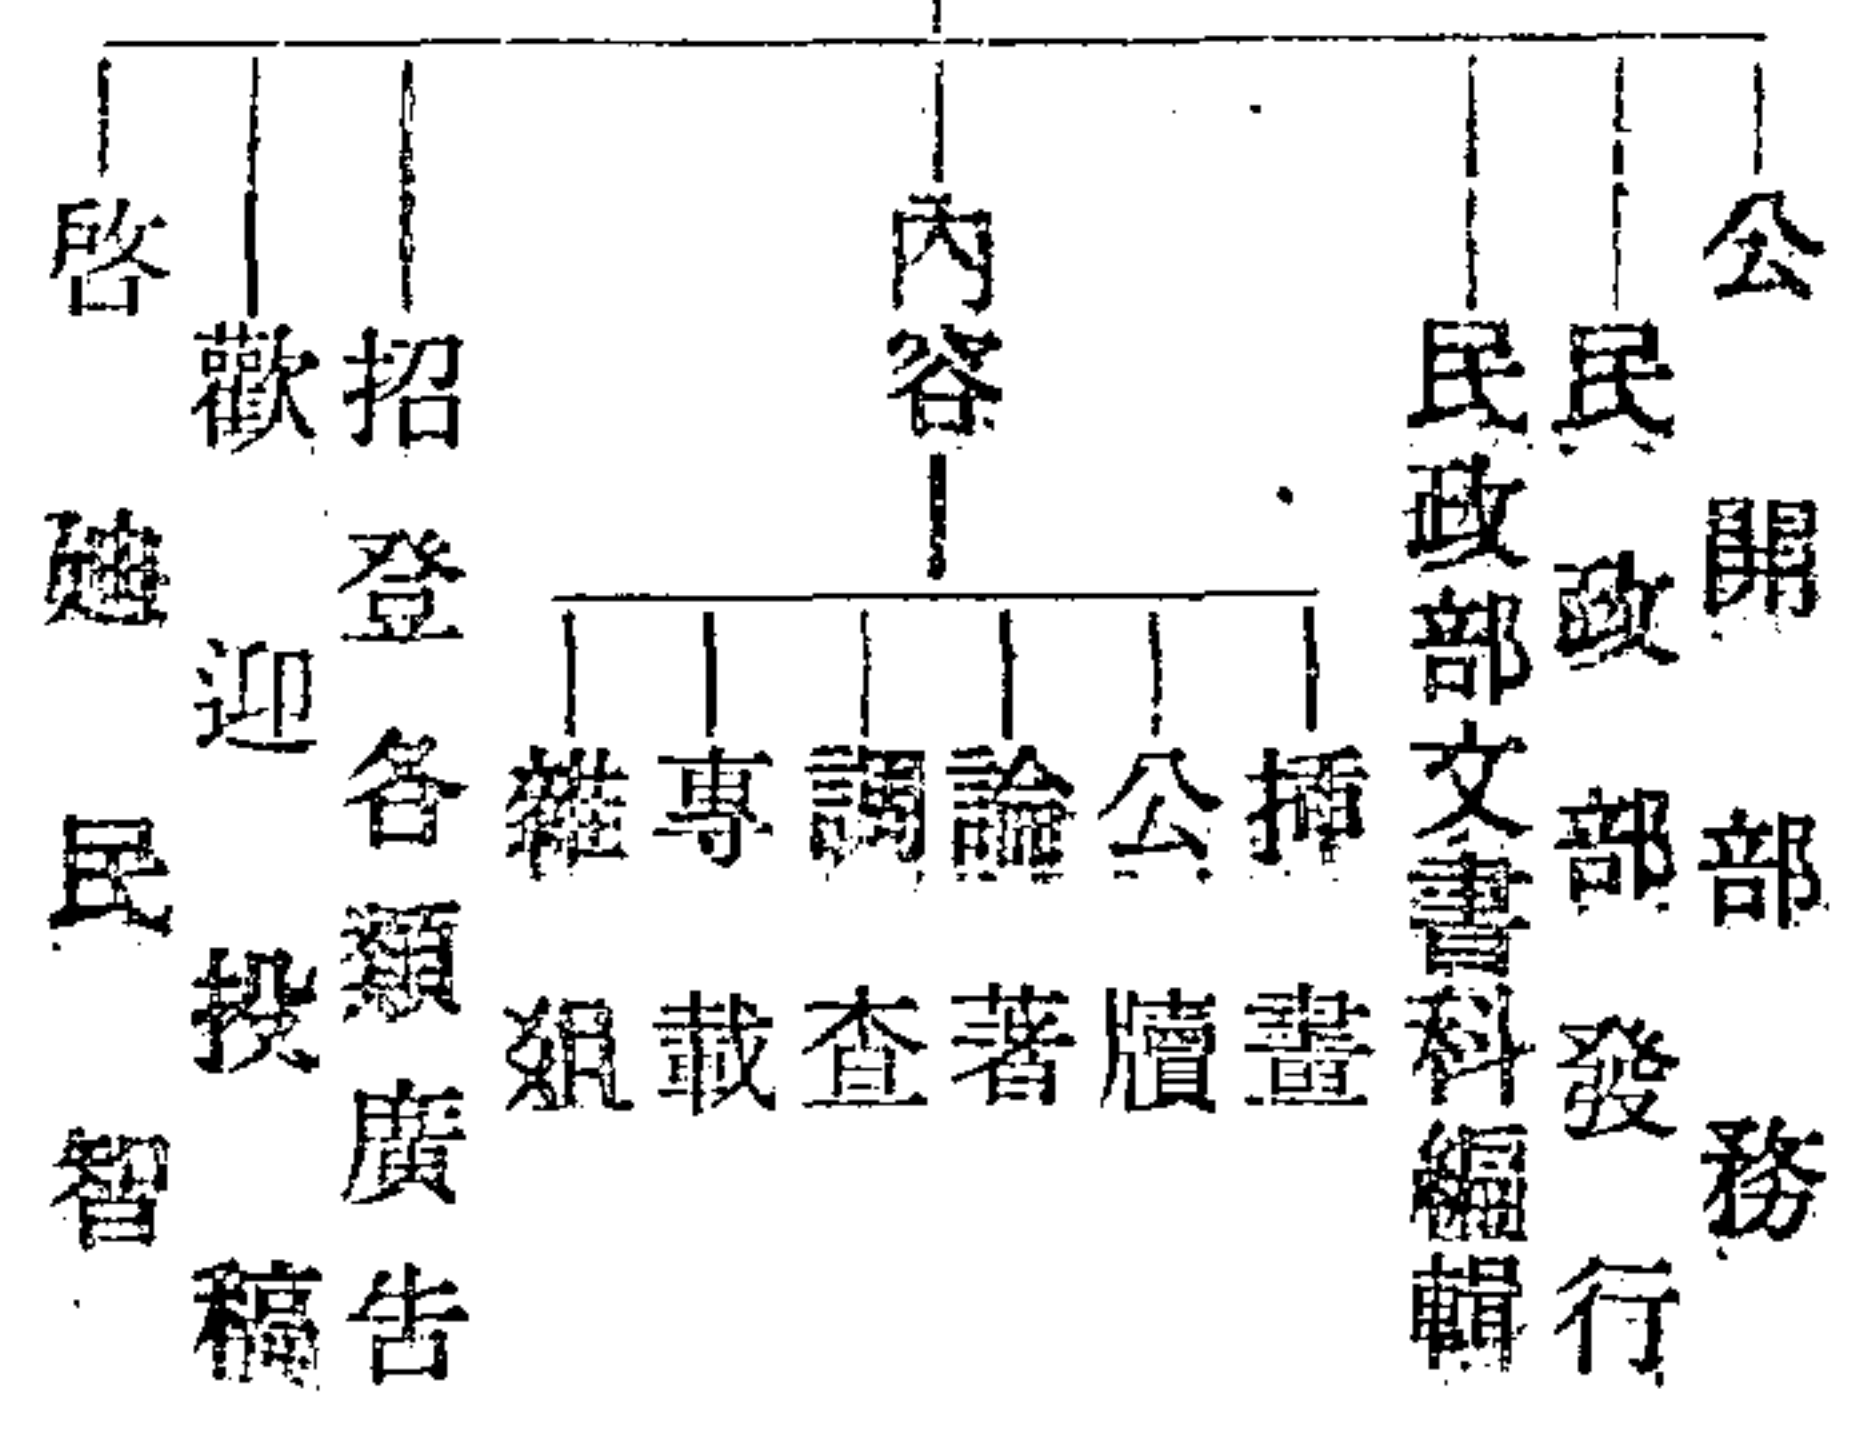 公開部務
民政部發行
民政部文書科編輯
內容
插畫
公牘
論著
調查
專載
雜俎
招登各類廣告
歡迎投稿
啓迪民智